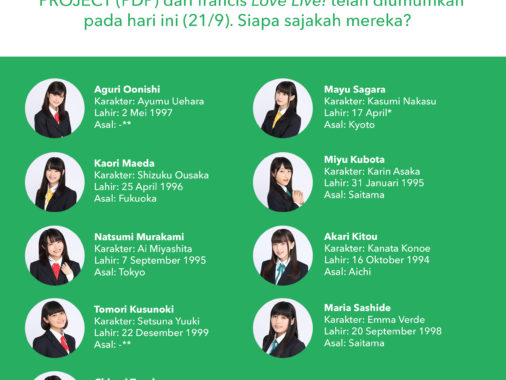 PROJECT (PDP) dari francis Love Live! telah diumumkan
pada hari ini (21/9). Siapa sajakah mereka?
Aguri Oonishi
Karakter: Ayumu Uehara
Lahir: 2 Mei 1997
Asal: -**
Mayu Sagara
Karakter: Kasumi Nakasu
Lahir: 17 April*
Asal: Kyoto
Kaori Maeda
Karakter: Shizuku Ousaka
Lahir: 25 April 1996
Asal: Fukuoka
Miyu Kubota
Karakter: Karin Asaka
Lahir: 31 Januari 1995
Asal: Saitama
Natsumi Murakami
Karakter: Ai Miyashita
Lahir: 7 September 1995
Asal: Tokyo
Akari Kitou
Karakter: Kanata Konoe
Lahir: 16 Oktober 1994
Asal: Aichi
Tomori Kusunoki
Karakter: Setsuna Yuuki
Lahir: 22 Desember 1999
Asal: -**
Maria Sashide
Karakter: Emma Verde
Lahir: 20 September 1998
Asal: Saitama